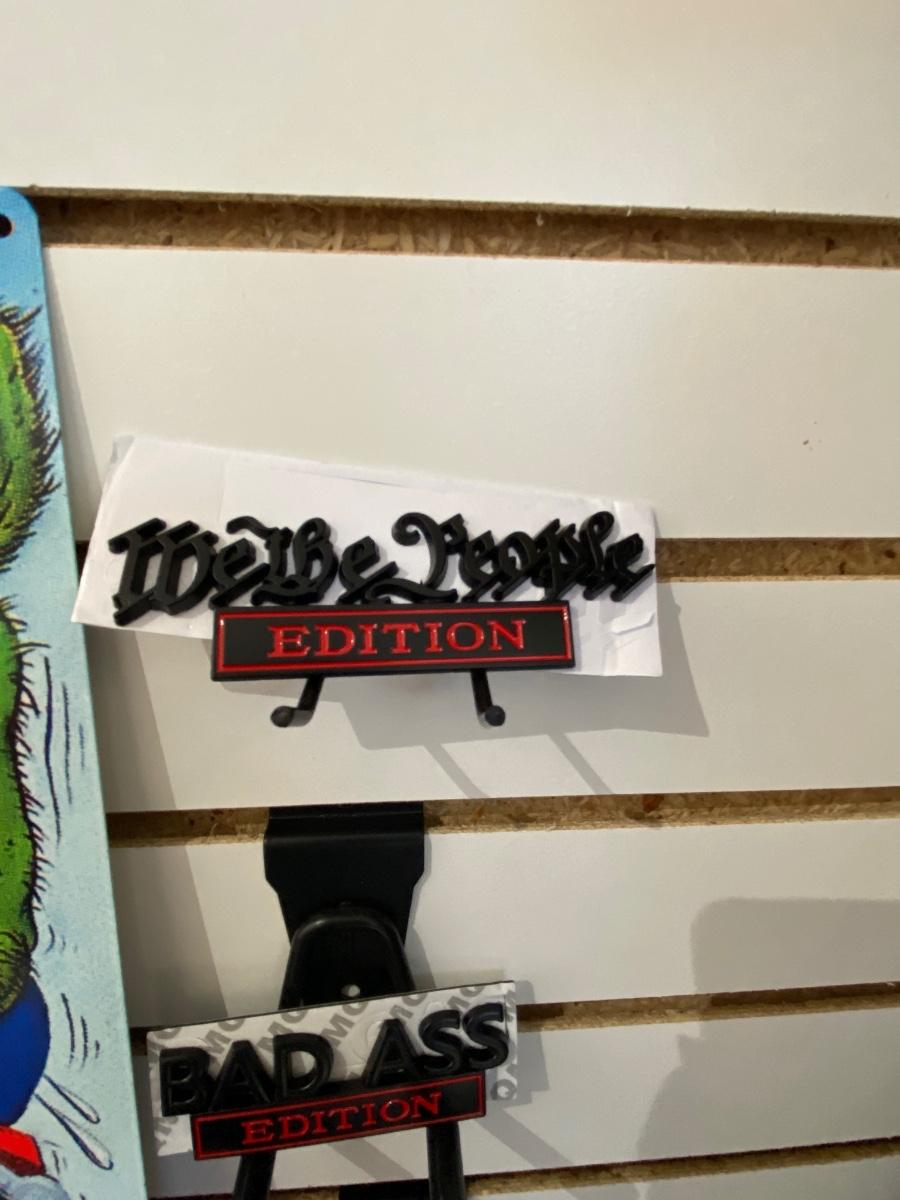 We the People
EDITION
BAD ASS
EDITION